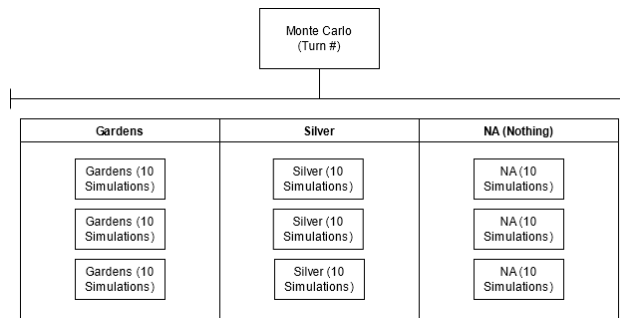 Monte Carlo
(Turn #)
Gardens
Silver
NA (Nothing)
Gardens (10
Simulations)
Silver (10
Simulations)
NA (10
Simulations)
Gardens (10
Simulations)
Silver (10
Simulations)
NA (10
Simulations)
Gardens (10
Simulations)
Silver (10
Simulations)
NA (10
Simulations)